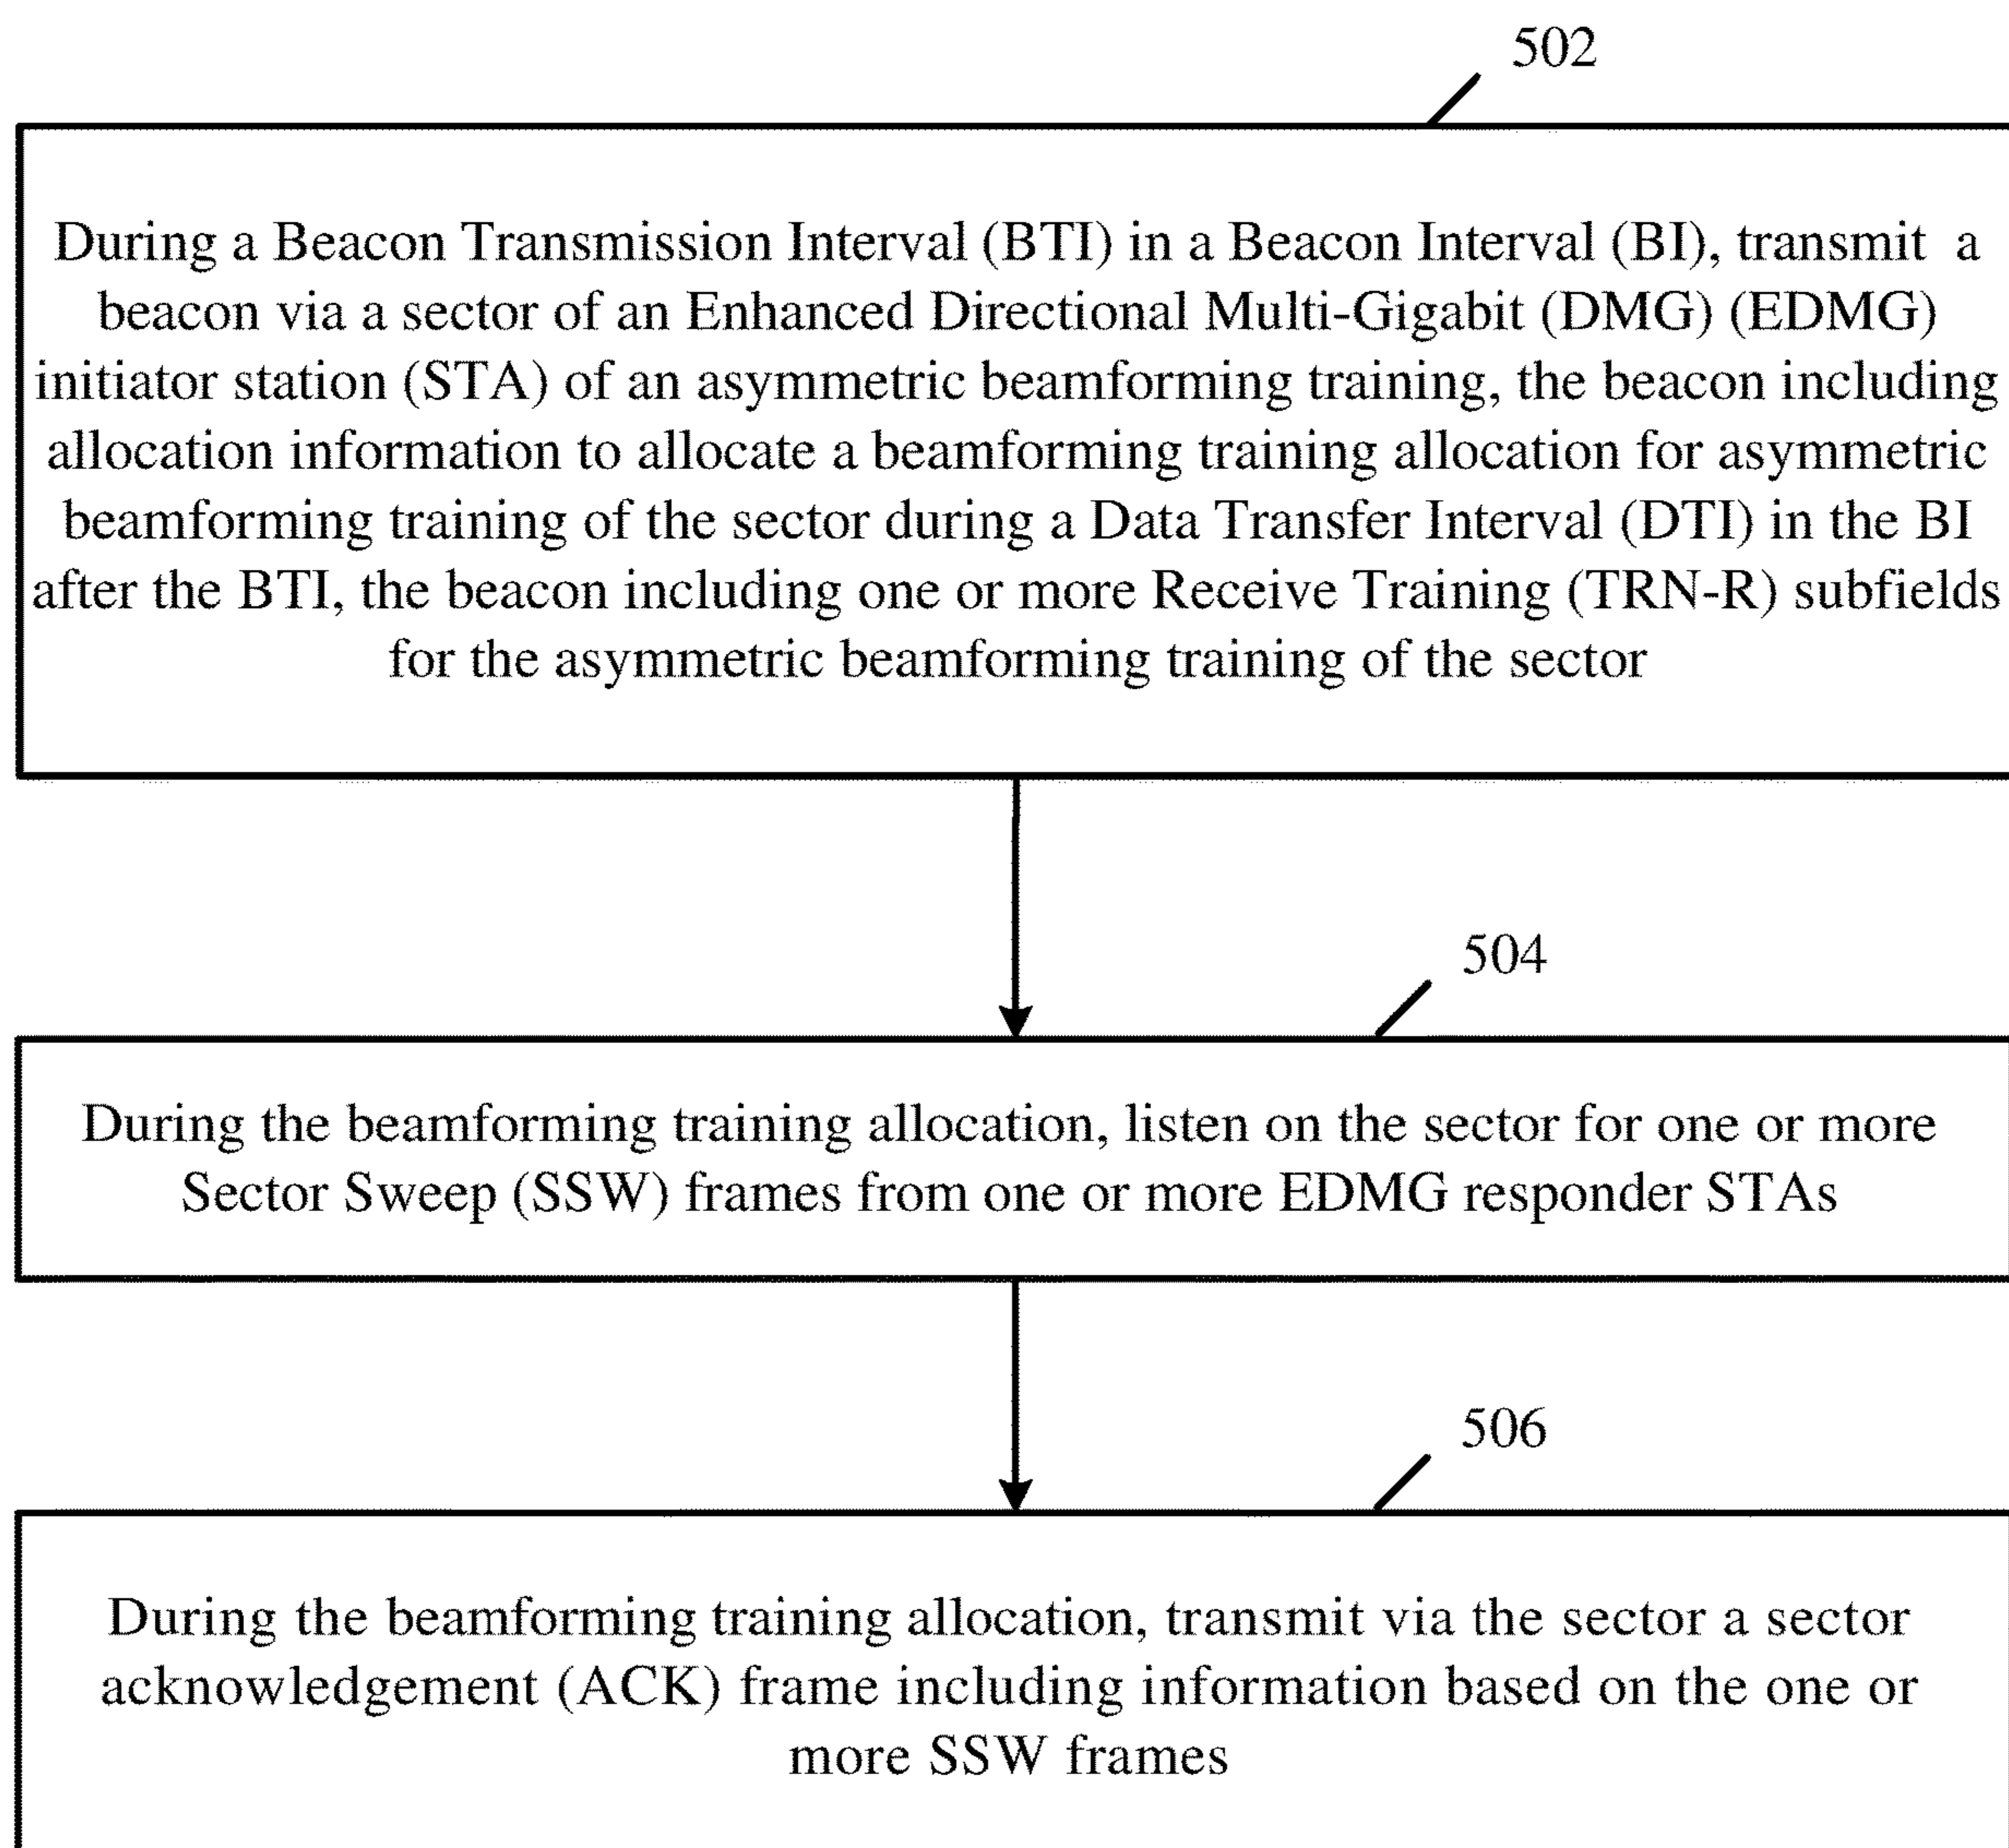 502
During a Beacon Transmission Interval (BTI) in a Beacon Interval (BI), transmit a
beacon via a sector of an Enhanced Directional Multi-Gigabit (DMG) (EDMG)
initiator station (STA) of an asymmetric beamforming training, the beacon including
allocation information to allocate a beamforming training allocation for asymmetric
beamforming training of the sector during a Data Transfer Interval (DTI) in the BI
after the BTI, the beacon including one or more Receive Training (TRN-R) subfields
for the asymmetric beamforming training of the sector
504
During the beamforming training allocation, listen on the sector for one or more
Sector Sweep (SSW) frames from one or more EDMG responder STAs
506
During the beamforming training allocation, transmit via the sector a sector
acknowledgement (ACK) frame including information based on the one or
more SSW frames